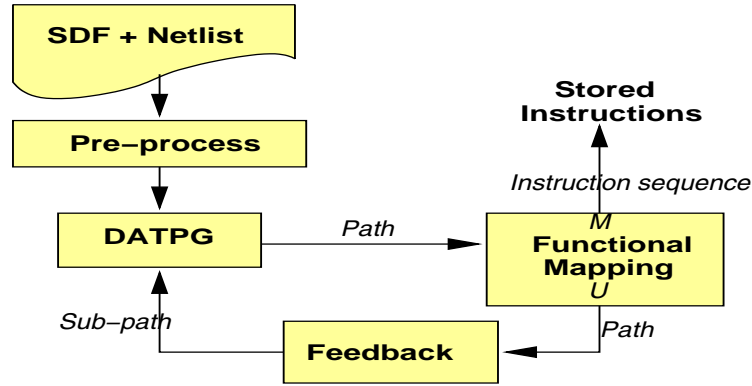 SDF + Netlist
Stored
Instructions
Pre–process
Instruction sequence
DATPG
Path
M
Functional
Mapping
U
Sub–path
Path
Feedback